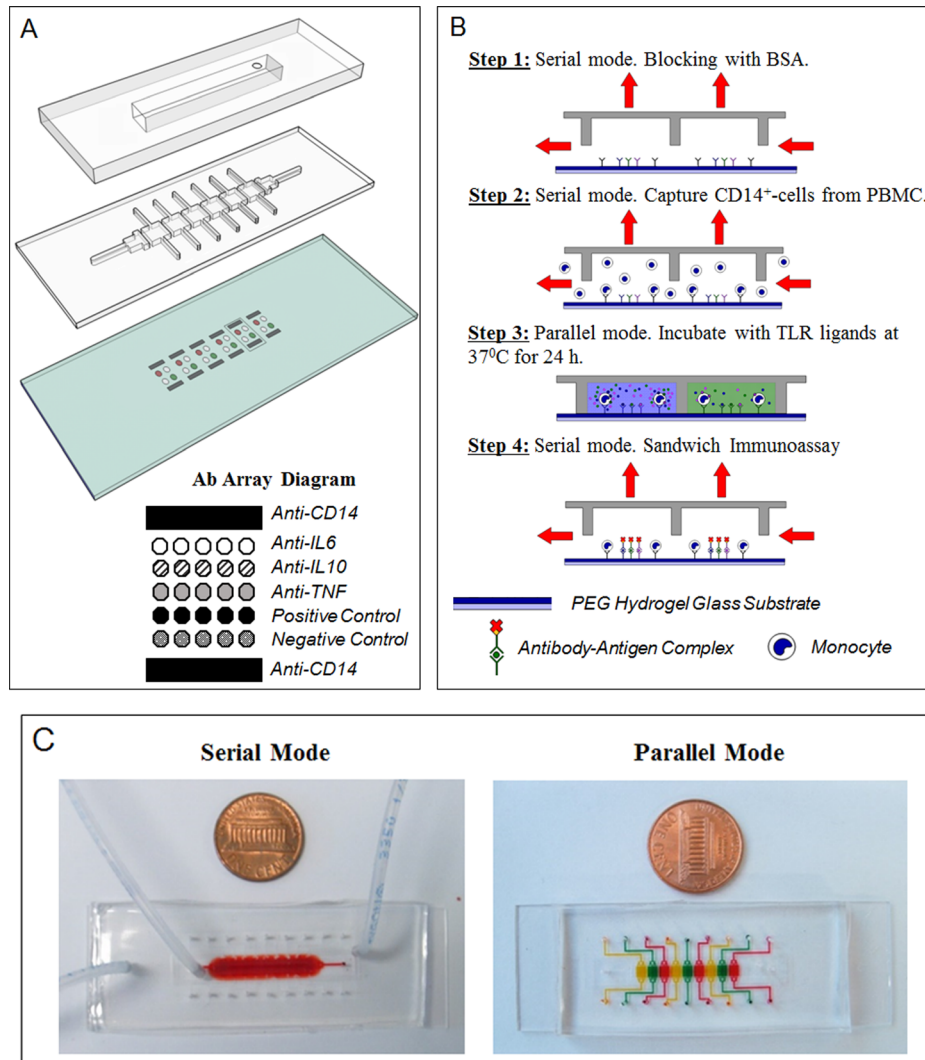 A
Ab Array Diagram
Anti-CD14
Anti-IL6
Anti-IL10
Anti-TNF
Positive Control
Negative Control
Anti-CD14
B
Step 1: Serial mode. Blocking with BSA.
Step 2: Serial mode. Capture CD14⁺-cells from PBMC.
Step 3: Parallel mode. Incubate with TLR ligands at
37⁰C for 24 h.
Step 4: Serial mode. Sandwich Immunoassay
PEG Hydrogel Glass Substrate
Antibody-Antigen Complex
Monocyte
C
Serial Mode
Parallel Mode
ONE CENT